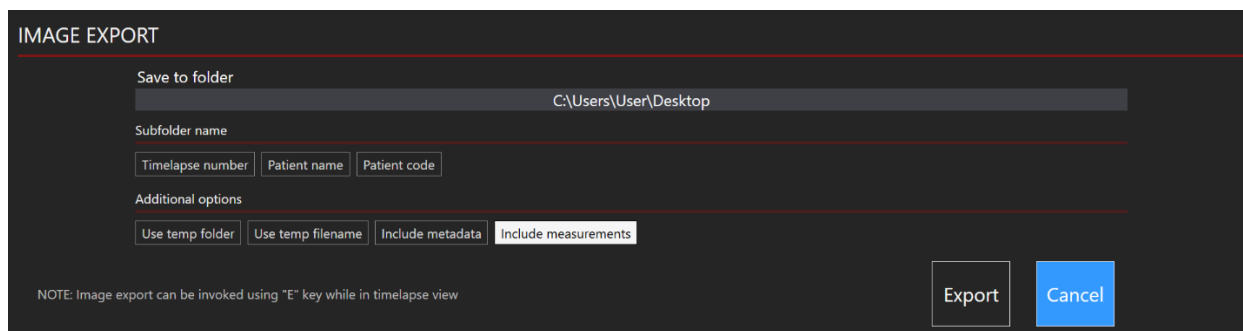 IMAGE EXPORT
Save to folder
C:\Users\User\Desktop
Subfolder name
Timelapse number Patient name Patient code
Additional options
Use temp folder Use temp filename Include metadata Include measurements
NOTE: Image export can be invoked using "E" key while in timelapse view
Export Cancel